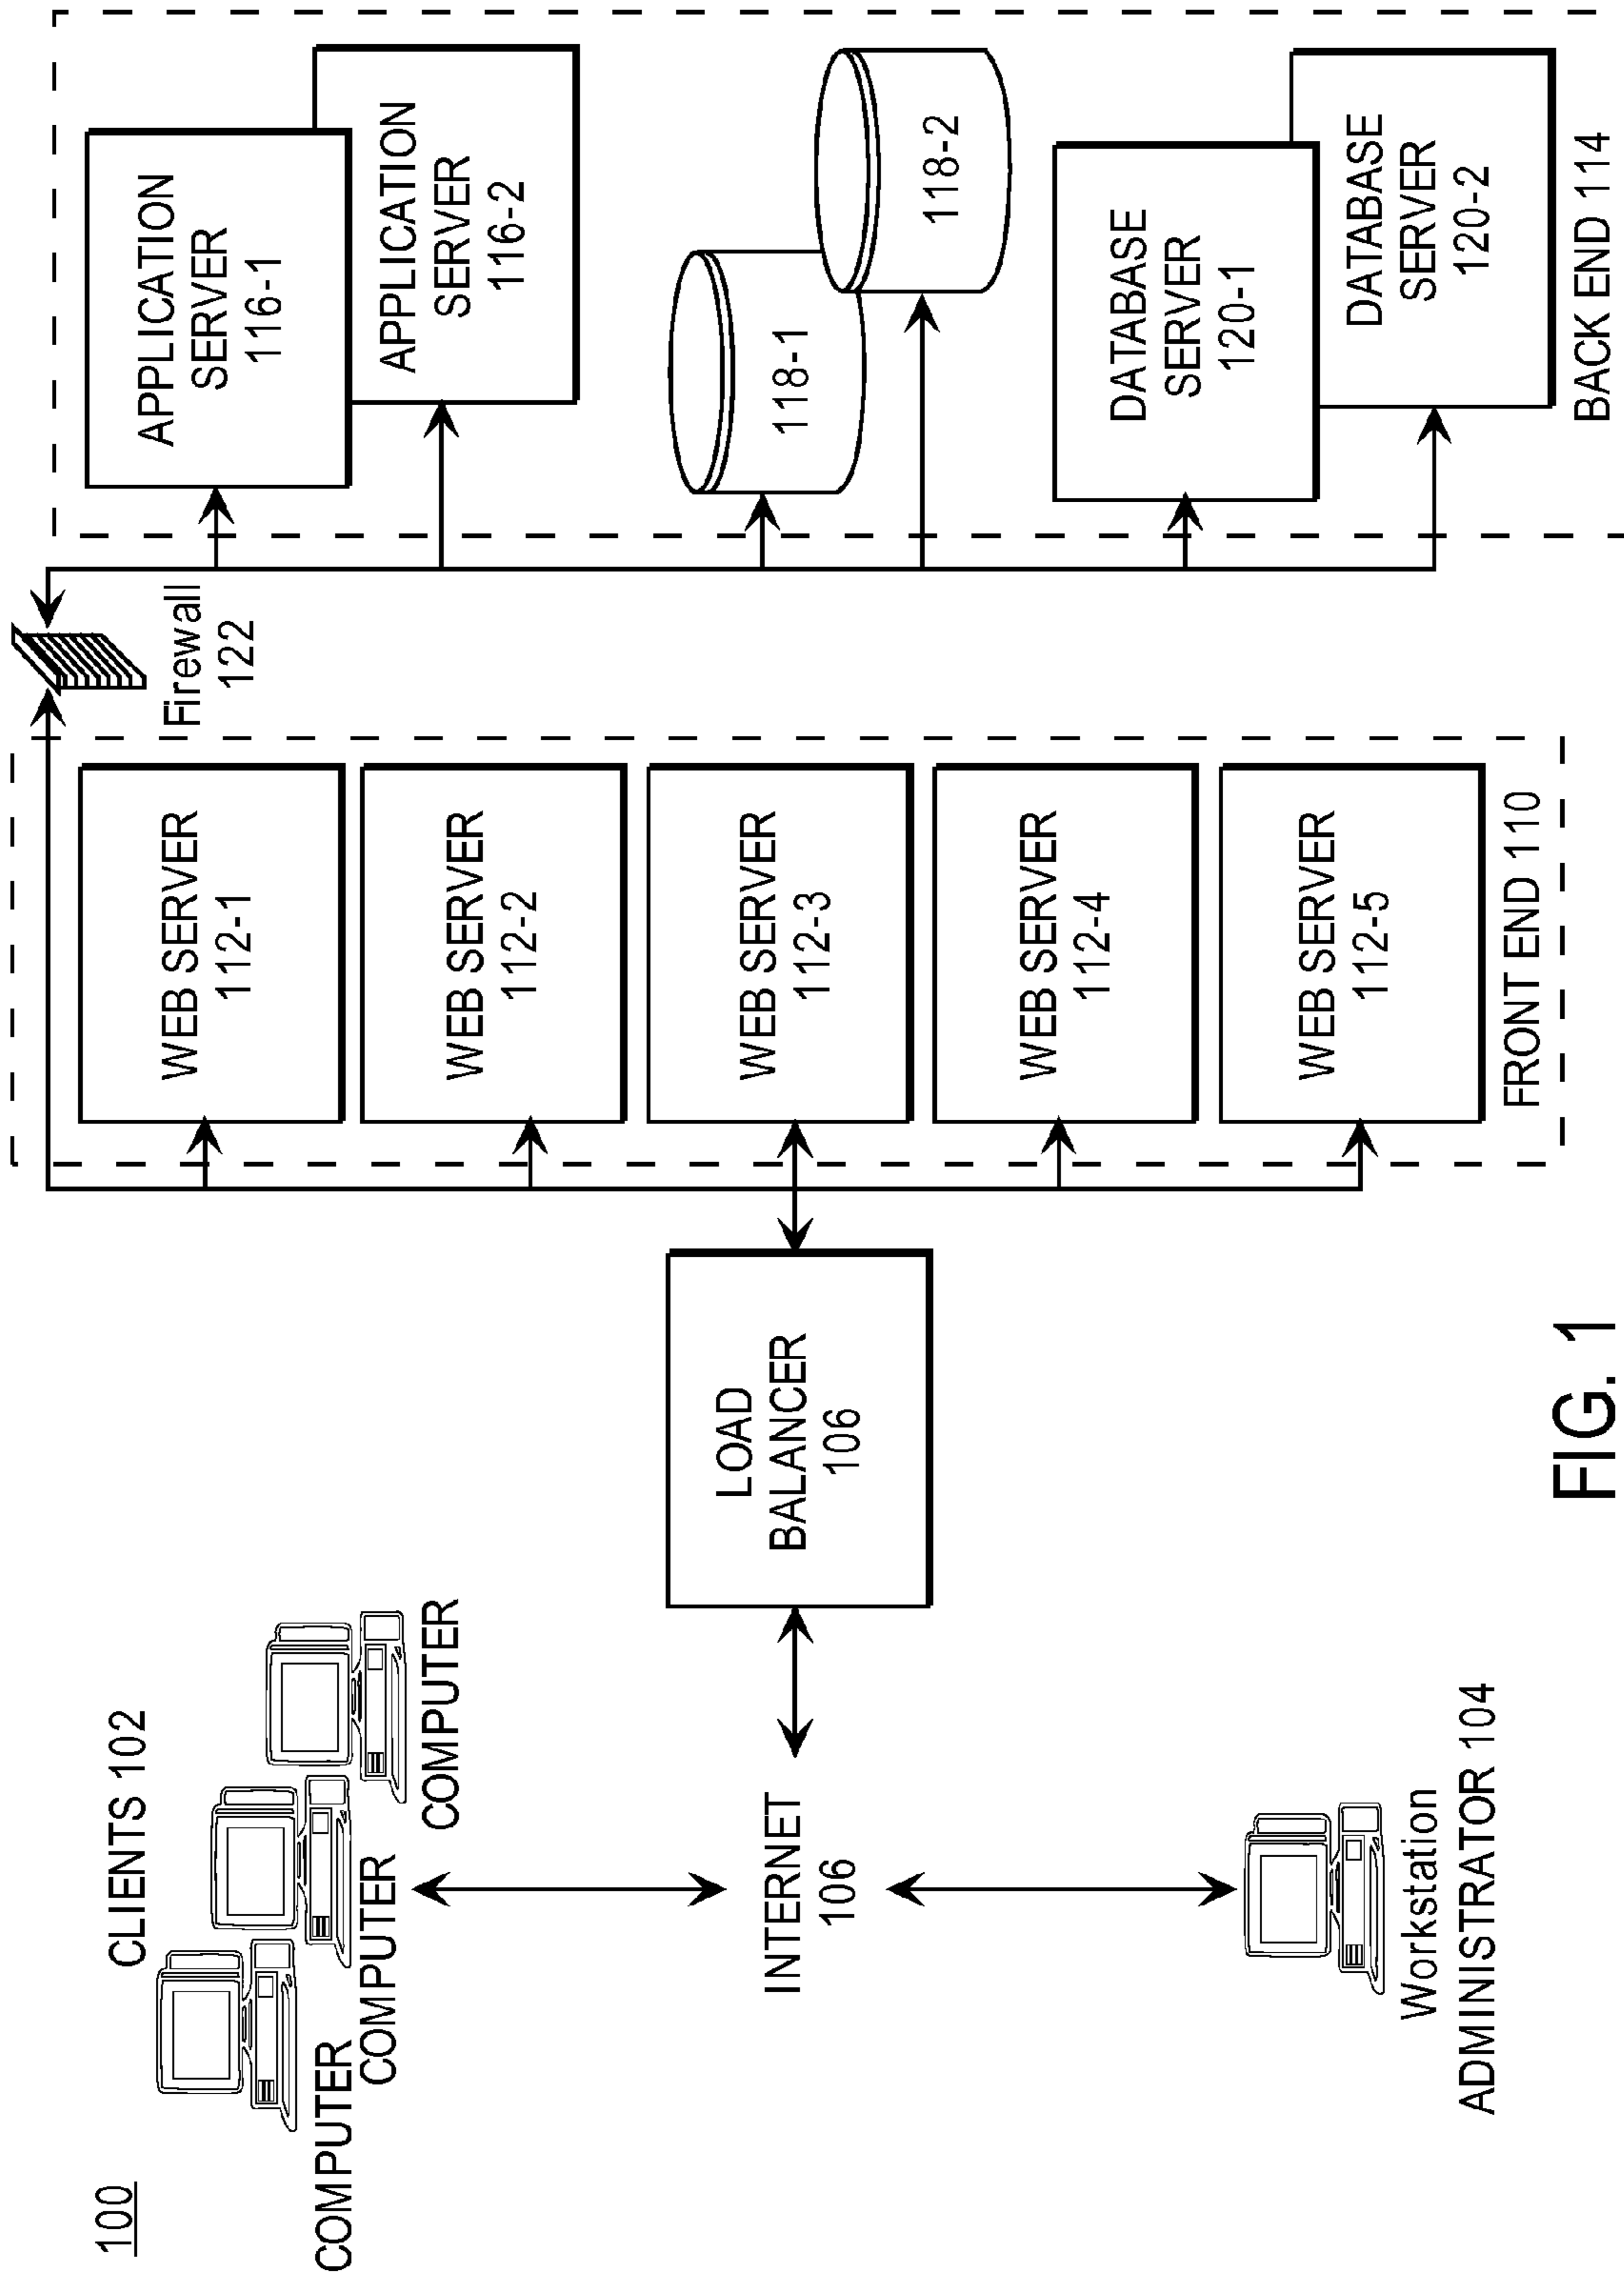 100
CLIENTS 102
COMPUTER
COMPUTER
COMPUTER
INTERNET
106
Workstation
ADMINISTRATOR 104
LOAD
BALANCER
106
WEB SERVER
112-1
WEB SERVER
112-2
WEB SERVER
112-3
WEB SERVER
112-4
WEB SERVER
112-5
FRONT END 110
Firewall
122
APPLICATION
SERVER
116-1
APPLICATION
SERVER
116-2
118-1
118-2
DATABASE
SERVER
120-1
DATABASE
SERVER
120-2
BACK END 114
FIG. 1